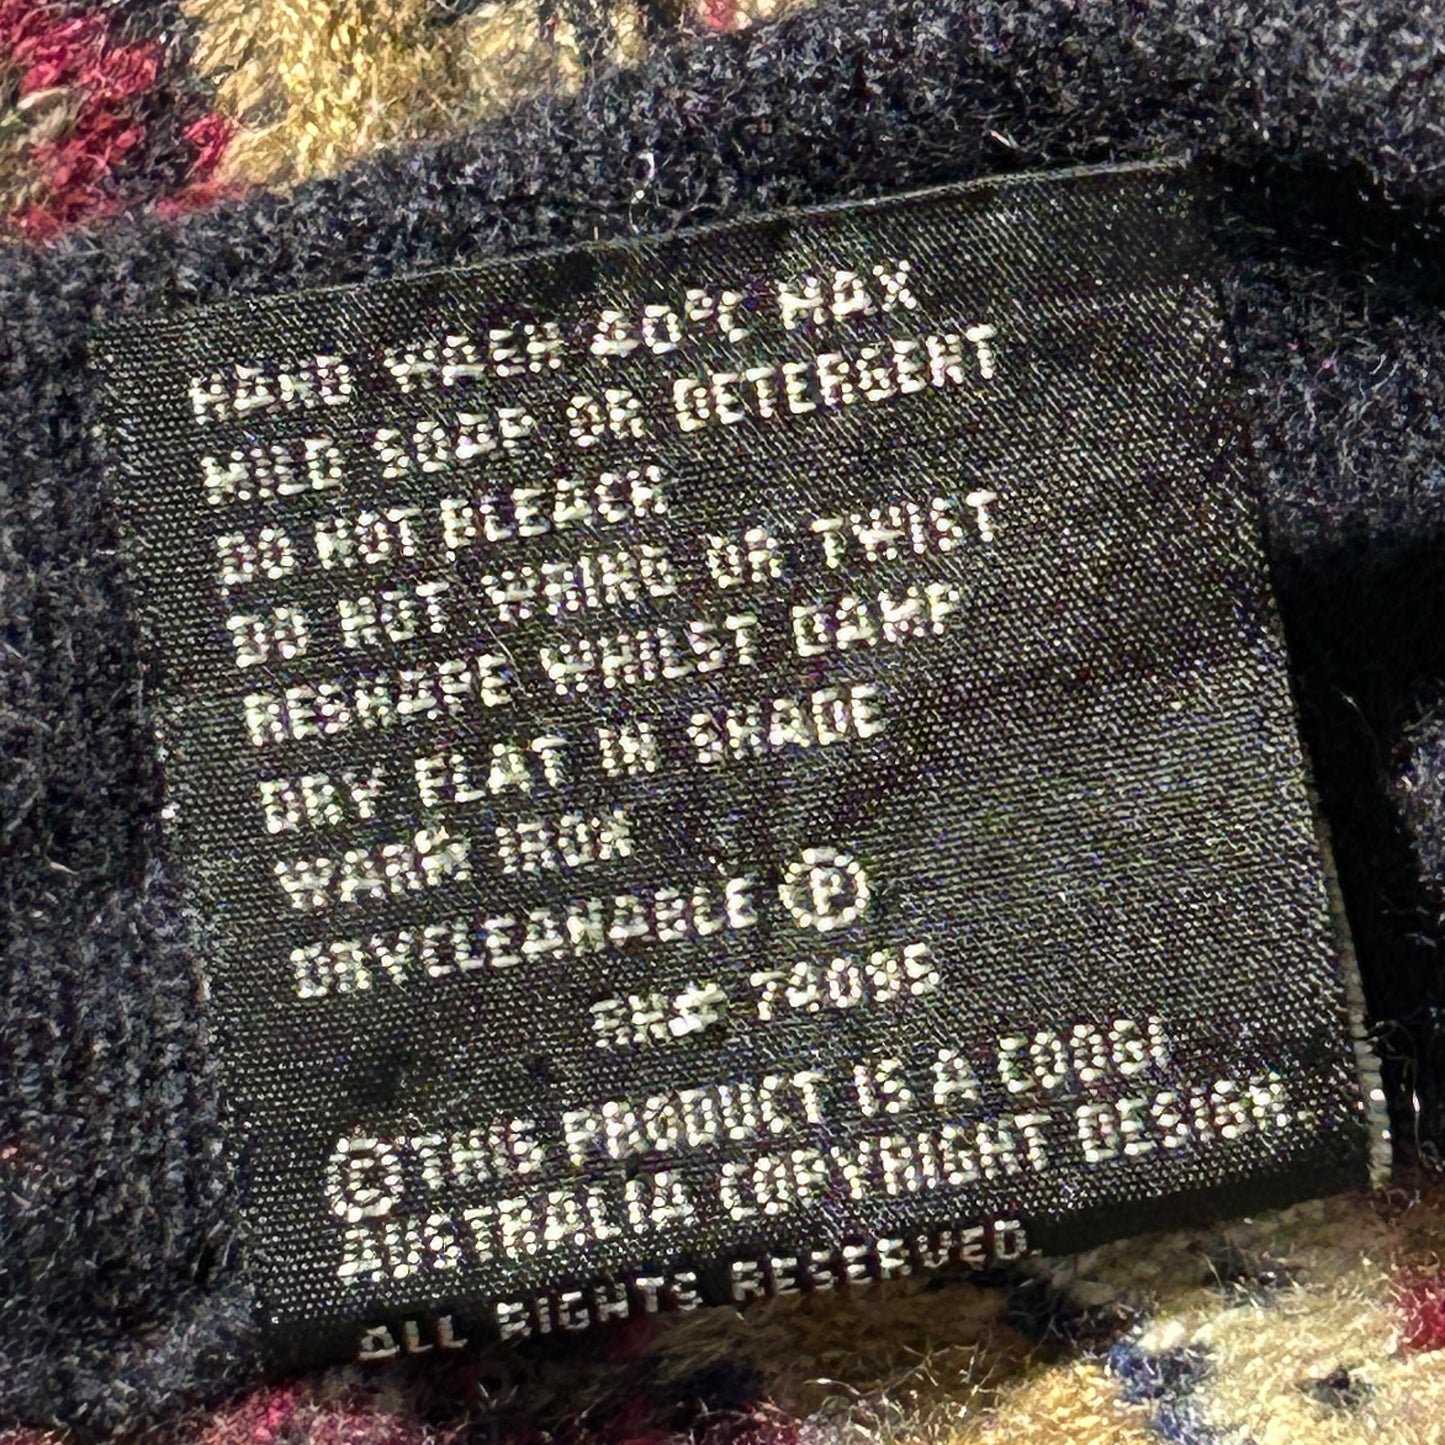 HAND WASH 40°C MAX
MILD SOAP OR DETERGENT
DO NOT BLEACH
DO NOT WRING OR TWIST
RESHAPE WHILST DAMP
DRY FLAT IN SHADE
WARM IRON
DRYCLEANABLE Ⓟ
RN# 74095
©THIS PRODUCT IS A COOGI
AUSTRALIA COPYRIGHT DESIGN.
ALL RIGHTS RESERVED.